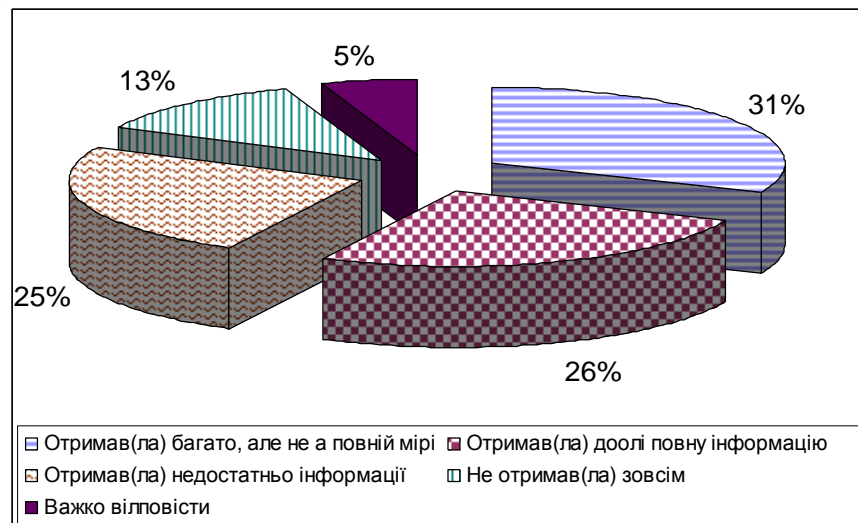 5%
13%
31%
25%
26%
Отримав(ла) багато, але не а повній мірі Отримав(ла) доолі повну інформацію
Отримав(ла) недостатньо інформації Не отримав(ла) зовсім
Важко вілповісти